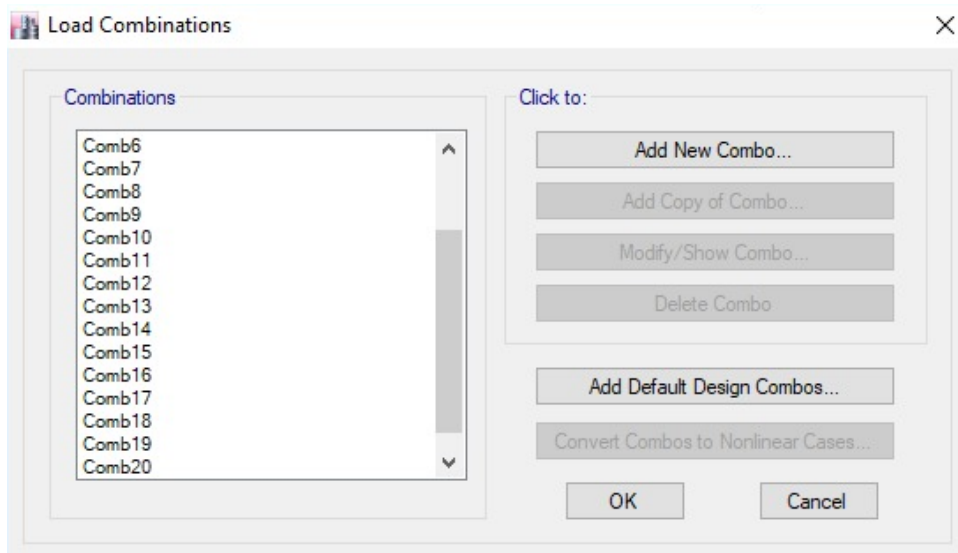 Load Combinations
Combinations
Comb6
Comb7
Comb8
Comb9
Comb10
Comb11
Comb12
Comb13
Comb14
Comb15
Comb16
Comb17
Comb18
Comb19
Comb20
Click to:
Add New Combo...
Add Copy of Combo...
Modify/Show Combo...
Delete Combo
Add Default Design Combos...
Convert Combos to Nonlinear Cases...
OK
Cancel